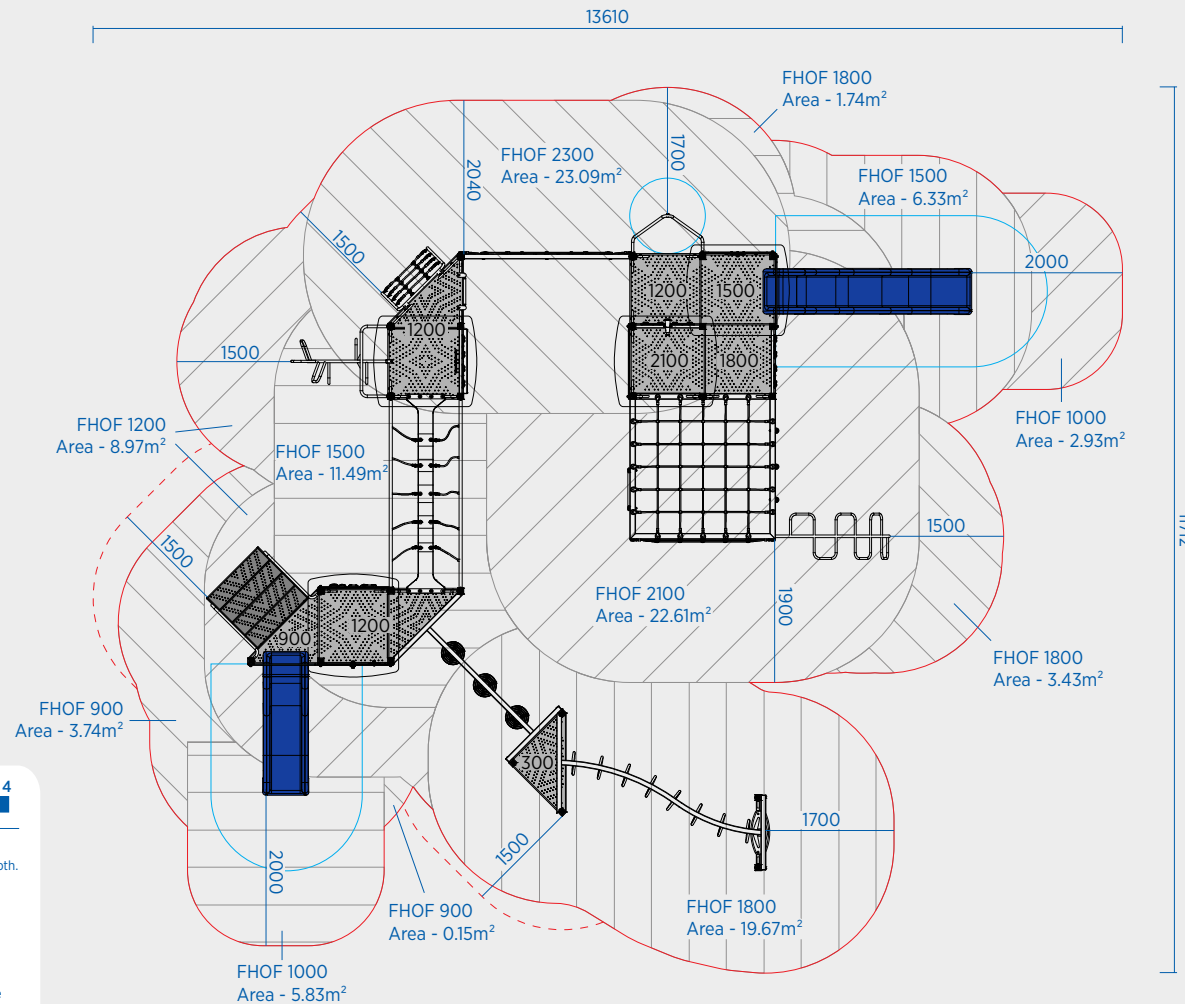 13610
FHOF 1800
Area - 1.74m²
1700
FHOF 2300
Area - 23.09m²
2040
FHOF 1500
Area - 6.33m²
1500
2000
1200
1500
1200
2100
1800
1500
FHOF 1000
Area - 2.93m²
FHOF 1200
Area - 8.97m²
FHOF 1500
Area - 11.49m²
1500
1500
FHOF 2100
Area - 22.61m²
1900
900
1200
FHOF 1800
Area - 3.43m²
FHOF 900
Area - 3.74m²
300
4
1700
1500
2000
FHOF 900
Area - 0.15m²
FHOF 1800
Area - 19.67m²
FHOF 1000
Area - 5.83m²